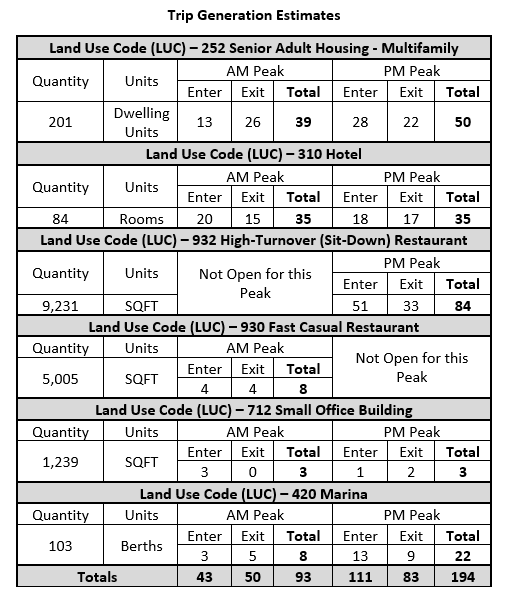 Trip Generation Estimates
Land Use Code (LUC) – 252 Senior Adult Housing - Multifamily
Quantity Units AM Peak PM Peak
Enter Exit Total Enter Exit Total
201 Dwelling Units 13 26 39 28 22 50
Land Use Code (LUC) – 310 Hotel
Quantity Units AM Peak PM Peak
Enter Exit Total Enter Exit Total
84 Rooms 20 15 35 18 17 35
Land Use Code (LUC) – 932 High-Turnover (Sit-Down) Restaurant
Quantity Units Not Open for this Peak PM Peak
Enter Exit Total
9,231 SQFT 51 33 84
Land Use Code (LUC) – 930 Fast Casual Restaurant
Quantity Units AM Peak Not Open for this Peak
Enter Exit Total
5,005 SQFT 4 4 8
Land Use Code (LUC) – 712 Small Office Building
Quantity Units AM Peak PM Peak
Enter Exit Total Enter Exit Total
1,239 SQFT 3 0 3 1 2 3
Land Use Code (LUC) – 420 Marina
Quantity Units AM Peak PM Peak
Enter Exit Total Enter Exit Total
103 Berths 3 5 8 13 9 22
Totals 43 50 93 111 83 194